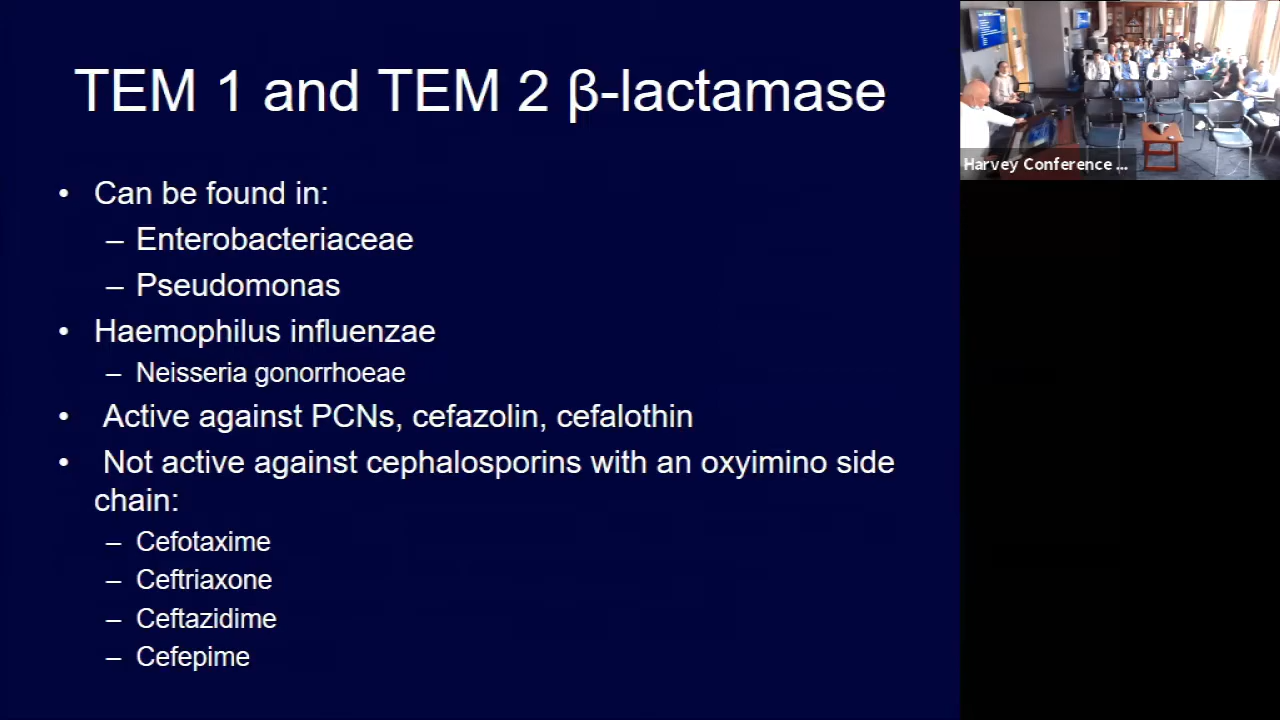 TEM 1 and TEM 2 β-lactamase
• Can be found in:
– Enterobacteriaceae
– Pseudomonas
• Haemophilus influenzae
– Neisseria gonorrhoeae
• Active against PCNs, cefazolin, cefalothin
• Not active against cephalosporins with an oxyimino side
chain:
– Cefotaxime
– Ceftriaxone
– Ceftazidime
– Cefepime
Harvey Conference ...